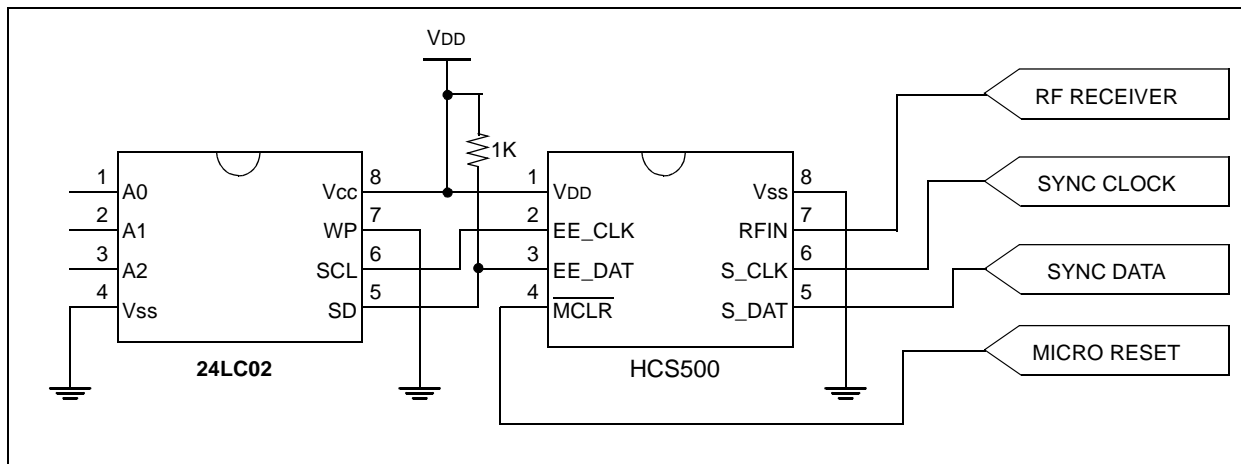 VDD
1K
RF RECEIVER
SYNC CLOCK
SYNC DATA
MICRO RESET
1 A0
2 A1
3 A2
4 Vss
8 Vcc
7 WP
6 SCL
5 SD
24LC02
1 VDD
2 EE_CLK
3 EE_DAT
4 MCLR
8 Vss
7 RFIN
6 S_CLK
5 S_DAT
HCS500